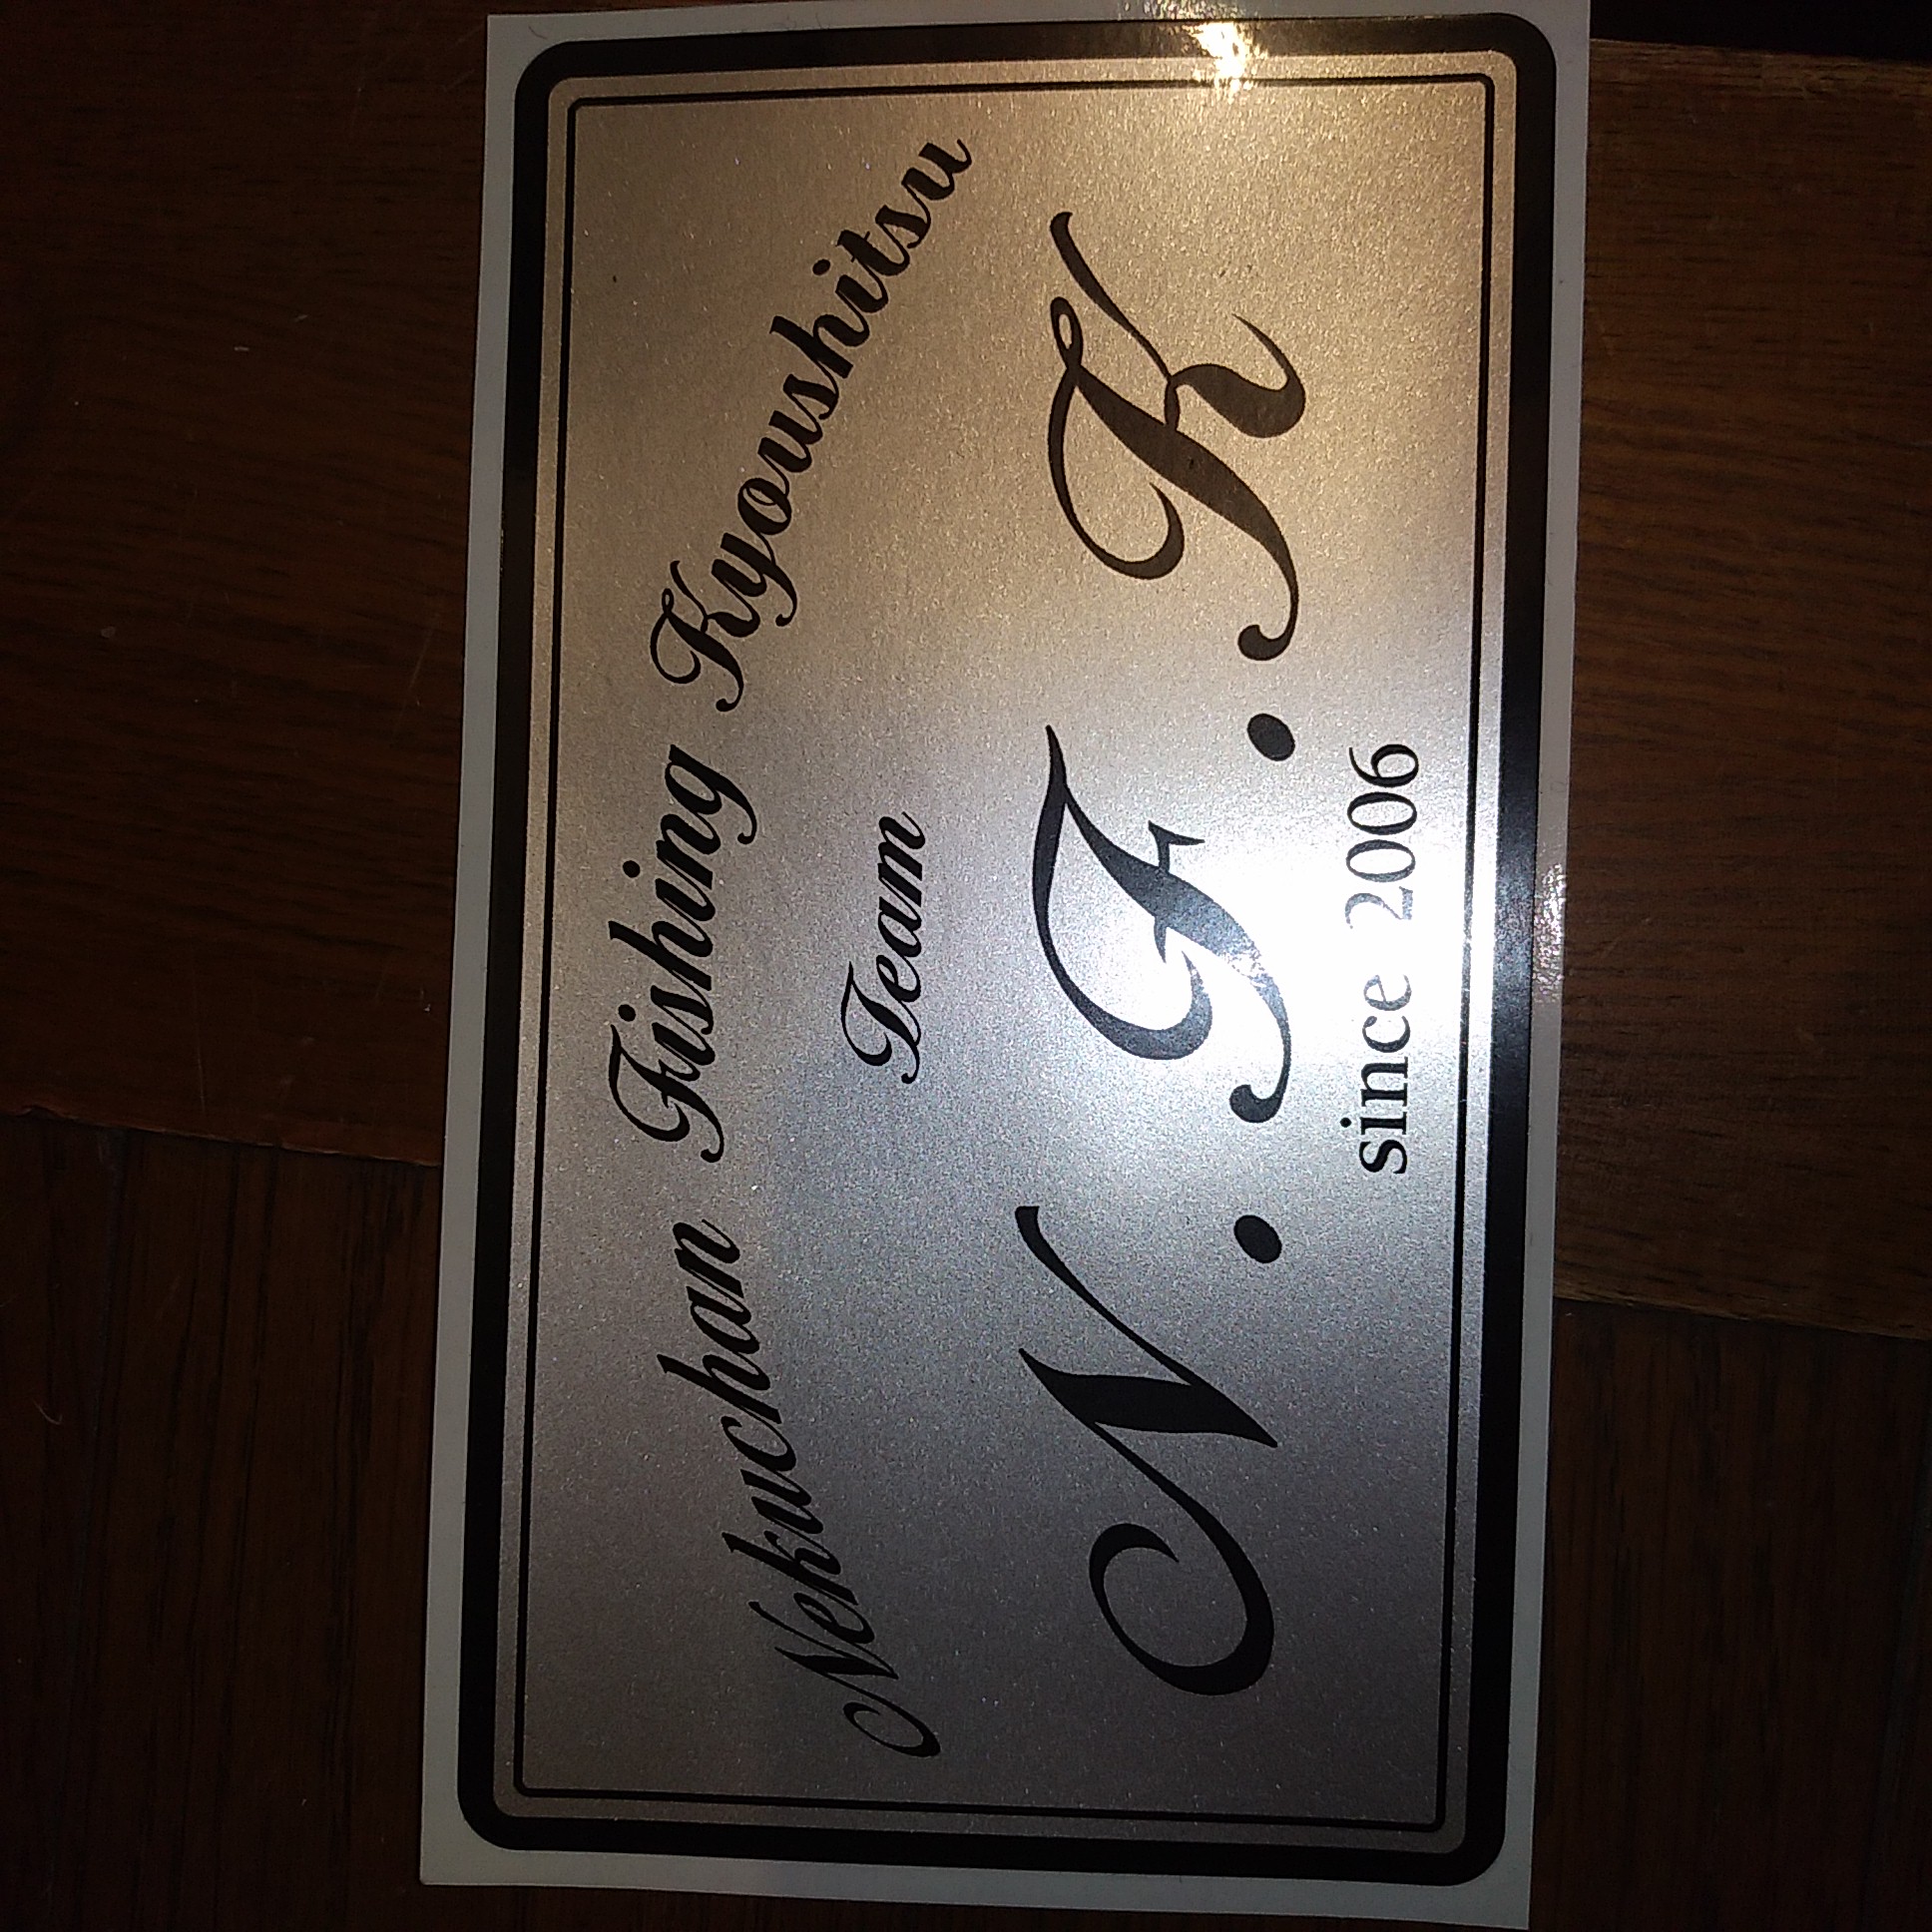 Nekuchan Fishing Kyoushitsu
Team
N.F.K
since 2006